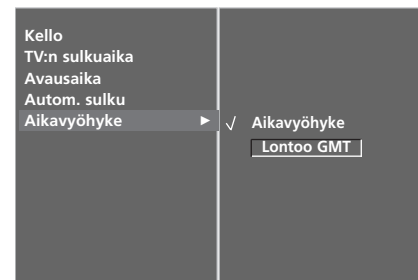 Kello
TV:n sulkuaika
Avausaika
Autom. sulku
Aikavyöhyke ►
√ Aikavyöhyke
Lontoo GMT